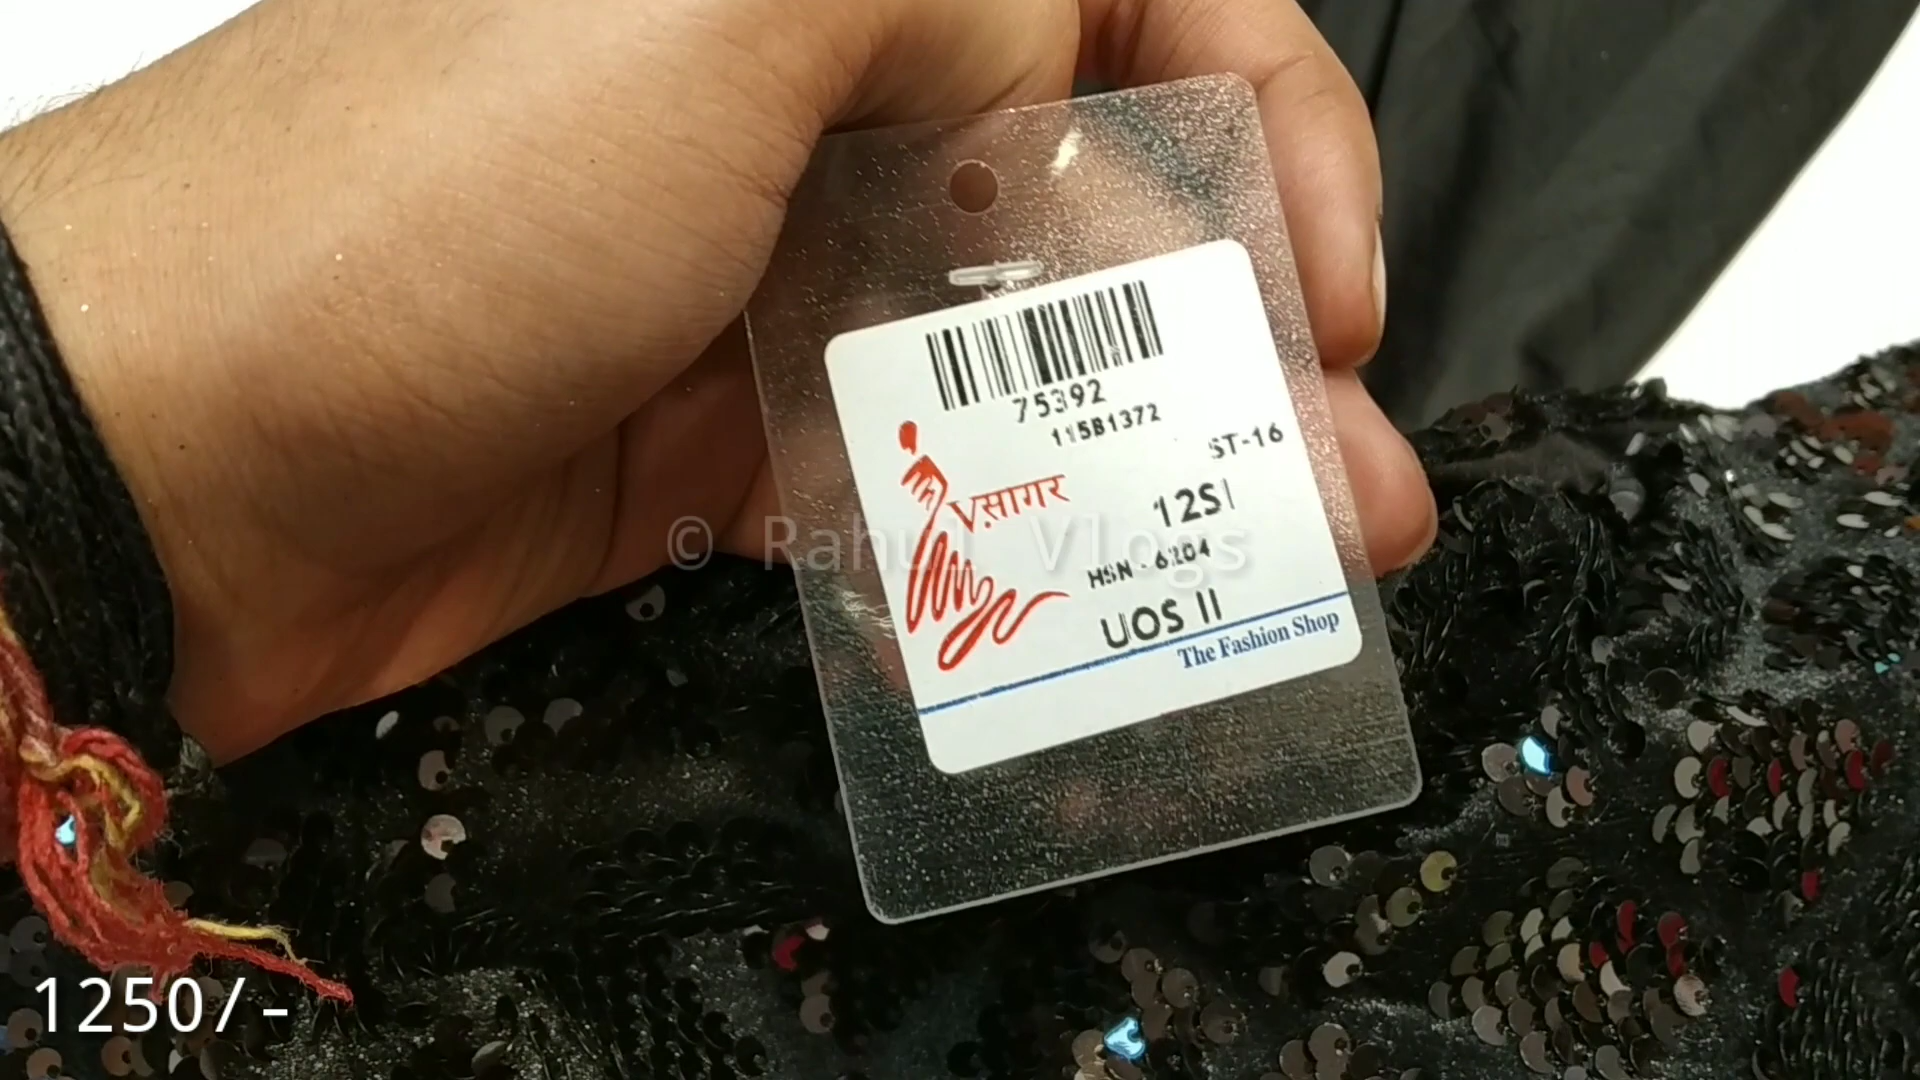 75392
115B1372
ST-16
V.सागर
12SI
© Rahul Vlogs
HSN - 6204
UOS II
The Fashion Shop
1250/-